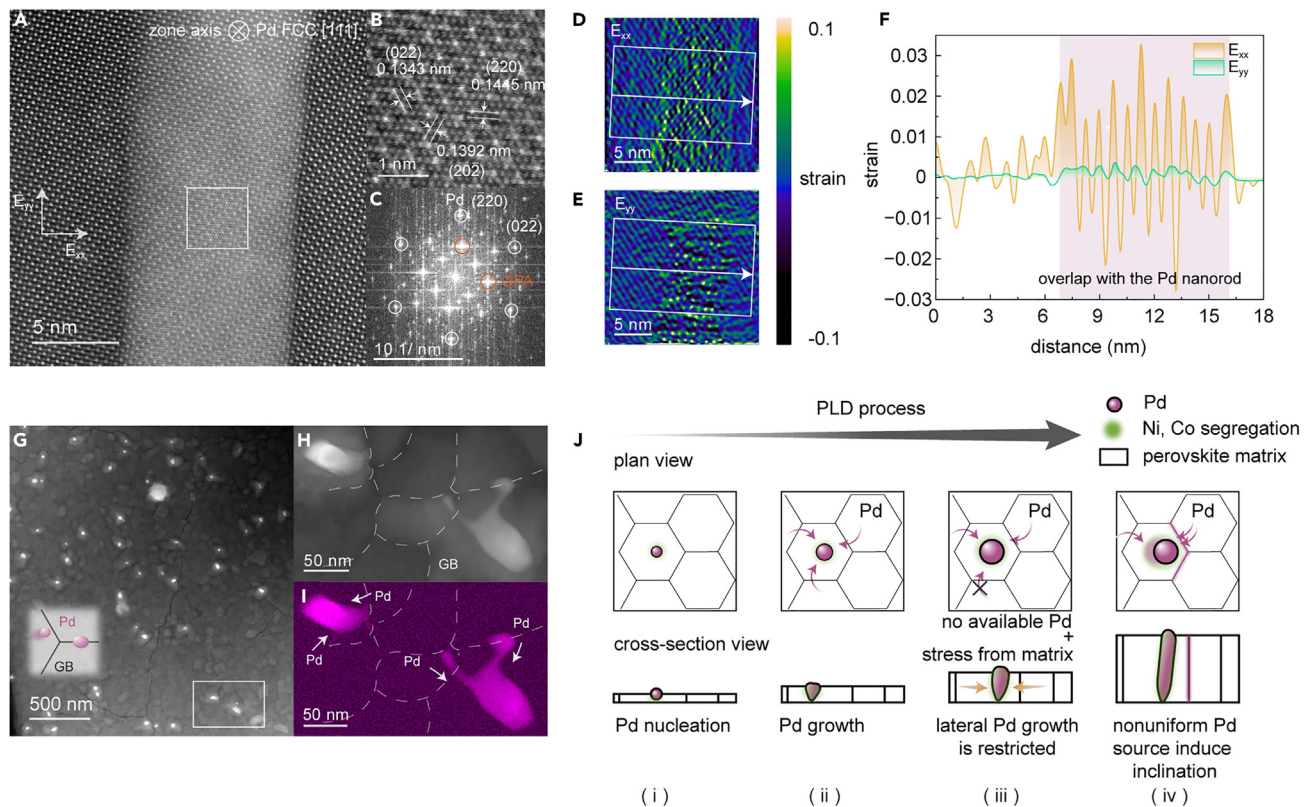 A
zone axis ⊗ Pd FCC [111]
E_yy
E_xx
5 nm
B
(022)
0.1343 nm
(220)
0.1445 nm
0.1392 nm
(202)
1 nm
C
Pd
(220)
(022)
OPA
10 1/ nm
D
E_xx
5 nm
E
E_yy
5 nm
0.1
strain
-0.1
F
E_xx
E_yy
0.03
0.02
0.01
0
−0.01
−0.02
−0.03
strain
overlap with the Pd nanorod
0 3 6 9 12 15 18
distance (nm)
G
Pd
GB
500 nm
H
50 nm
GB
I
Pd
Pd
Pd
Pd
50 nm
J
PLD process
Pd
Ni, Co segregation
perovskite matrix
plan view
Pd
Pd
Pd
no available Pd
+
stress from matrix
cross-section view
Pd nucleation
Pd growth
lateral Pd growth
is restricted
nonuniform Pd
source induce
inclination
( i )
( ii )
( iii )
( iv )